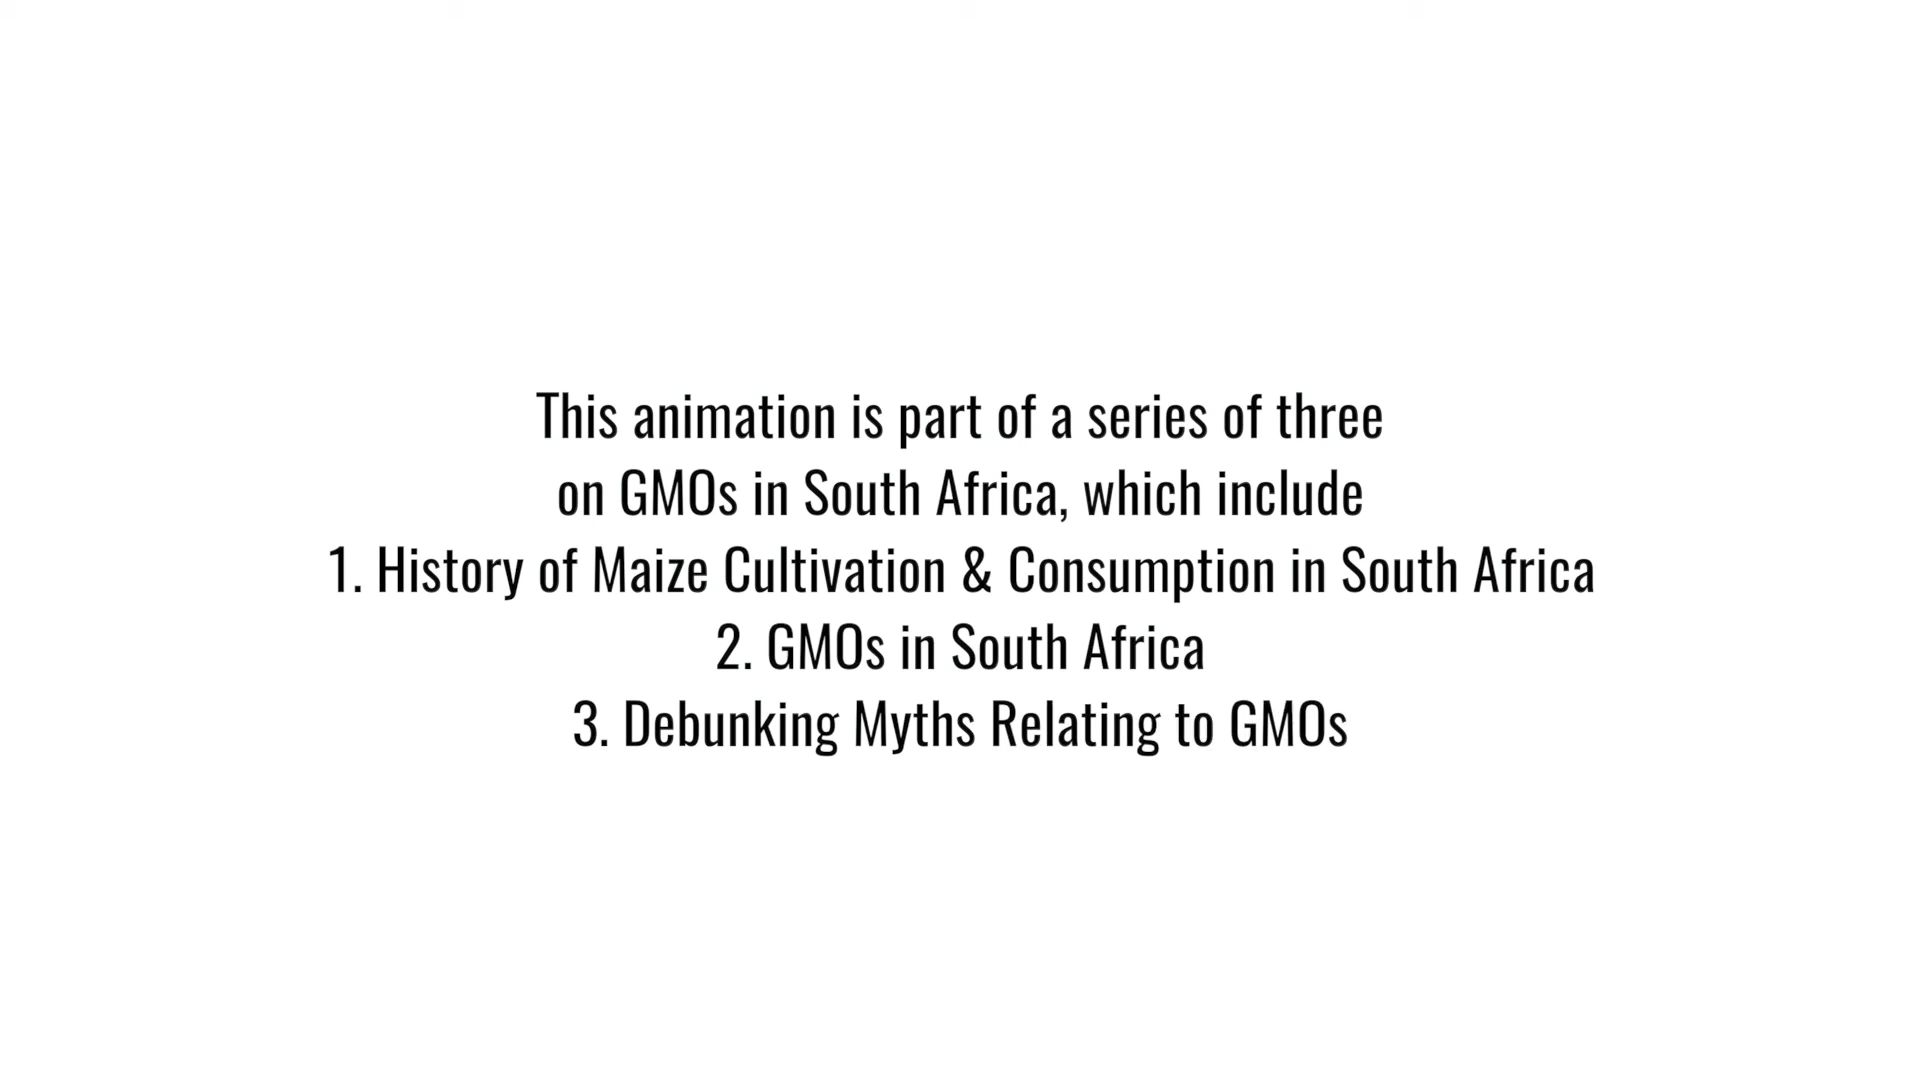 This animation is part of a series of three
on GMOs in South Africa, which include
1. History of Maize Cultivation & Consumption in South Africa
2. GMOs in South Africa
3. Debunking Myths Relating to GMOs